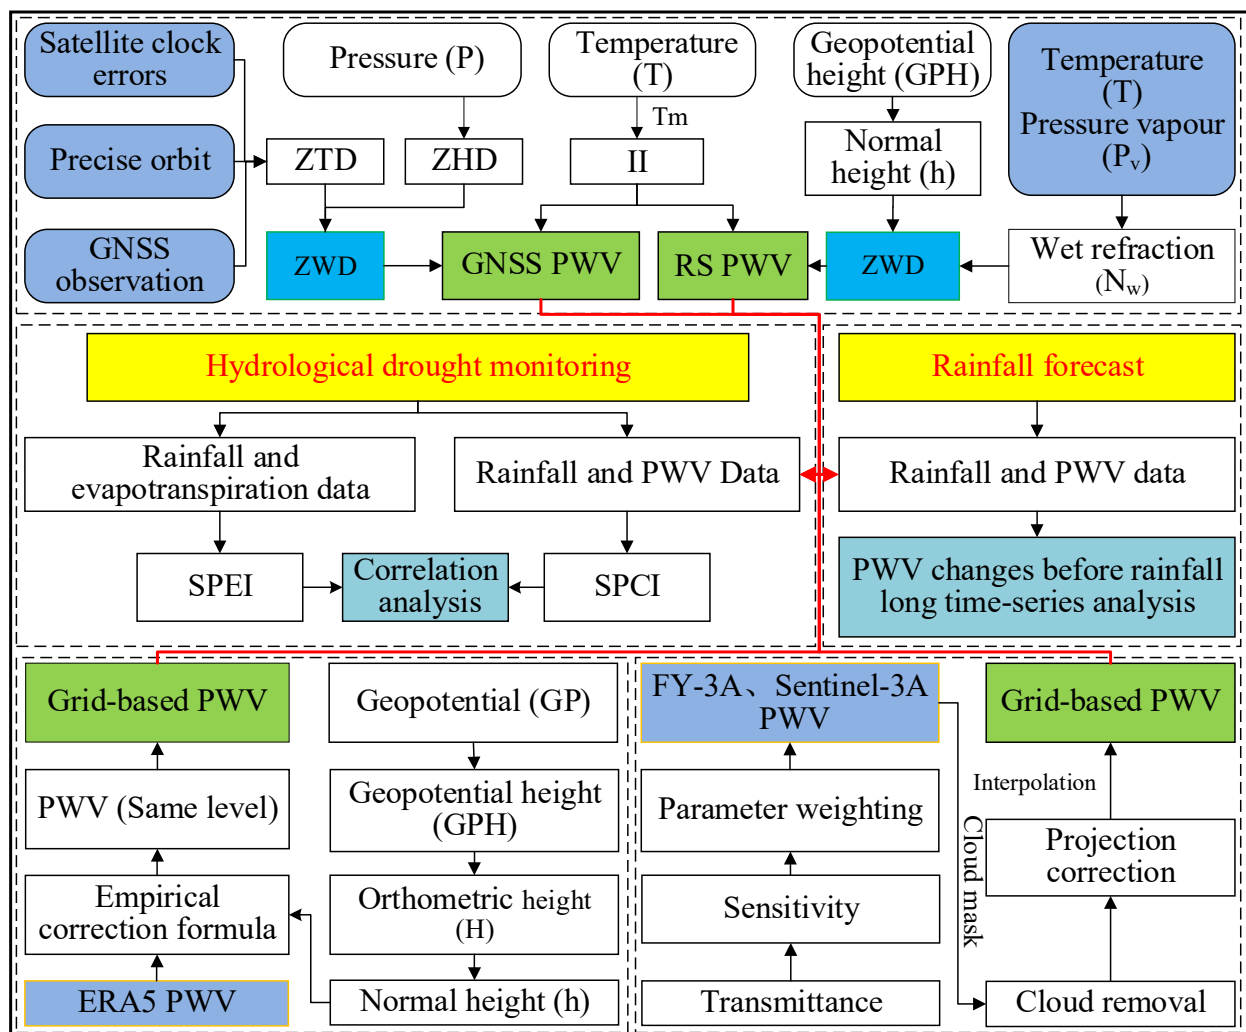 Satellite clock
errors
Pressure (P)
Temperature
(T)
Geopotential
height (GPH)
Temperature
(T)
Pressure vapour
(Pv)
Tm
Precise orbit
ZTD
ZHD
II
Normal
height (h)
GNSS
observation
ZWD
GNSS PWV
RS PWV
ZWD
Wet refraction
(Nw)
Hydrological drought monitoring
Rainfall forecast
Rainfall and
evapotranspiration data
Rainfall and PWV Data
Rainfall and PWV data
SPEI
Correlation
analysis
SPCI
PWV changes before rainfall
long time-series analysis
Grid-based PWV
Geopotential (GP)
FY-3A、Sentinel-3A
PWV
Grid-based PWV
PWV (Same level)
Geopotential height
(GPH)
Parameter weighting
Interpolation
Cloud mask
Projection
correction
Empirical
correction formula
Orthometric height
(H)
Sensitivity
ERA5 PWV
Normal height (h)
Transmittance
Cloud removal